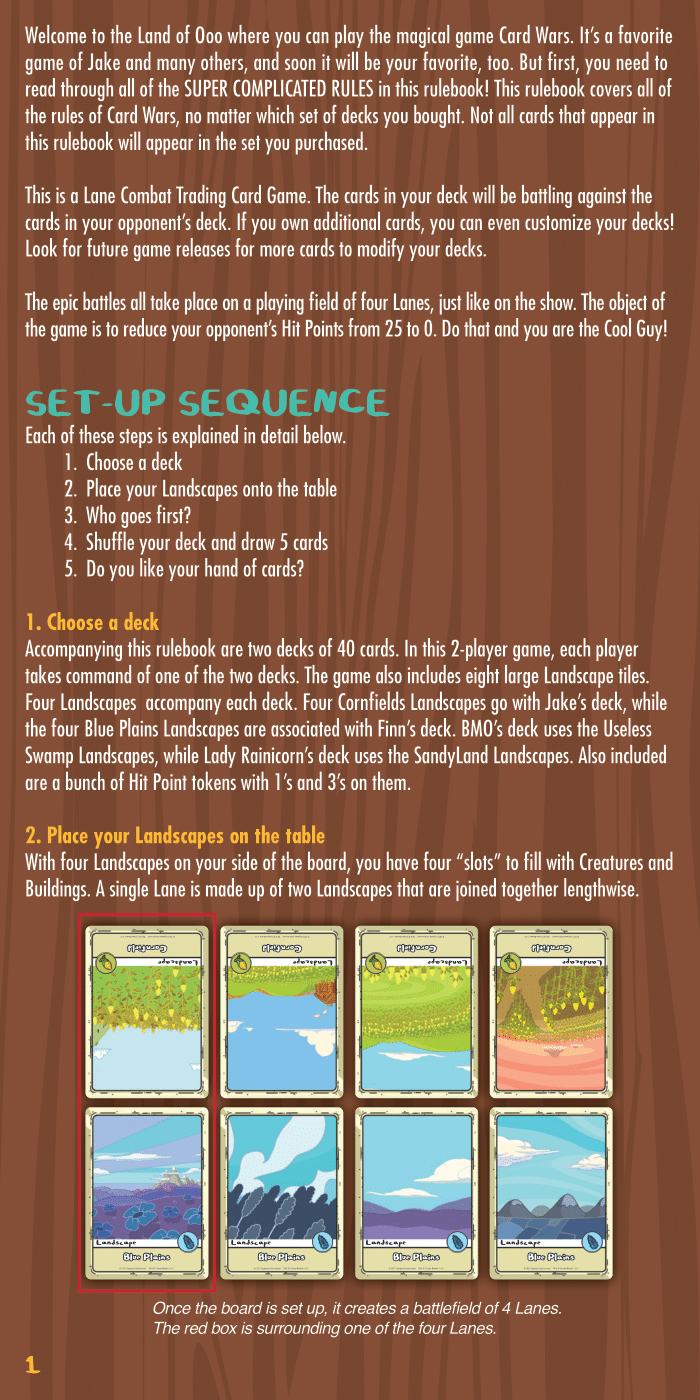 Welcome to the Land of Ooo where you can play the magical game Card Wars. It's a favorite
game of Jake and many others, and soon it will be your favorite, too. But first, you need to
read through all of the SUPER COMPLICATED RULES in this rulebook! This rulebook covers all of
the rules of Card Wars, no matter which set of decks you bought. Not all cards that appear in
this rulebook will appear in the set you purchased.
This is a Lane Combat Trading Card Game. The cards in your deck will be battling against the
cards in your opponent's deck. If you own additional cards, you can even customize your decks!
Look for future game releases for more cards to modify your decks.
The epic battles all take place on a playing field of four Lanes, just like on the show. The object of
the game is to reduce your opponent's Hit Points from 25 to 0. Do that and you are the Cool Guy!
SET-UP SEQUENCE
Each of these steps is explained in detail below.
1. Choose a deck
2. Place your Landscapes onto the table
3. Who goes first?
4. Shuffle your deck and draw 5 cards
5. Do you like your hand of cards?
1. Choose a deck
Accompanying this rulebook are two decks of 40 cards. In this 2-player game, each player
takes command of one of the two decks. The game also includes eight large Landscape tiles.
Four Landscapes accompany each deck. Four Cornfields Landscapes go with Jake's deck, while
the four Blue Plains Landscapes are associated with Finn's deck. BMO's deck uses the Useless
Swamp Landscapes, while Lady Rainicorn's deck uses the SandyLand Landscapes. Also included
are a bunch of Hit Point tokens with 1's and 3's on them.
2. Place your Landscapes on the table
With four Landscapes on your side of the board, you have four "slots" to fill with Creatures and
Buildings. A single Lane is made up of two Landscapes that are joined together lengthwise.
Cornfield Cornfield Cornfield Cornfield
Landscape Landscape Landscape Landscape
Landscape Landscape Landscape Landscape
Blue Plains Blue Plains Blue Plains Blue Plains
Once the board is set up, it creates a battlefield of 4 Lanes.
The red box is surrounding one of the four Lanes.
1